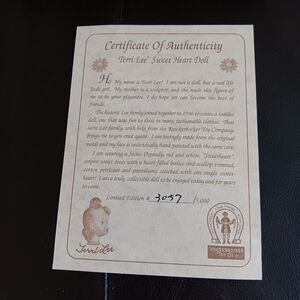 Certificate Of Authenticity
Terri Lee™ Sweet Heart Doll
Hi, My name is Terri Lee! I am not a doll, but a real life
little girl. My mother is a sculptor, and she made this figure of
me to be your playmate. I do hope we can become the best of
friends.
The historic Lee family joined together in 1946 to create a toddler
doll, one that was fun to dress in many fashionable clothes. That
same Lee family, with help from the Knickerbocker Toy Company,
brings me to you once again. I am lovingly made from the original
molds and my face is individually hand-painted with the same care.
I am wearing a Swiss Organdy, red and white, "Sweetheart",
empire waist dress with a heart filled bodice and scallop trimmed,
cotton petticoat and pantaloons stitched with one single sweet-
heart! I am a truly collectible doll to be enjoyed today and for years
to come.
Limited Edition # 3057 /5,000
Terri Lee
KNICKERBOCKER
TOY CO.